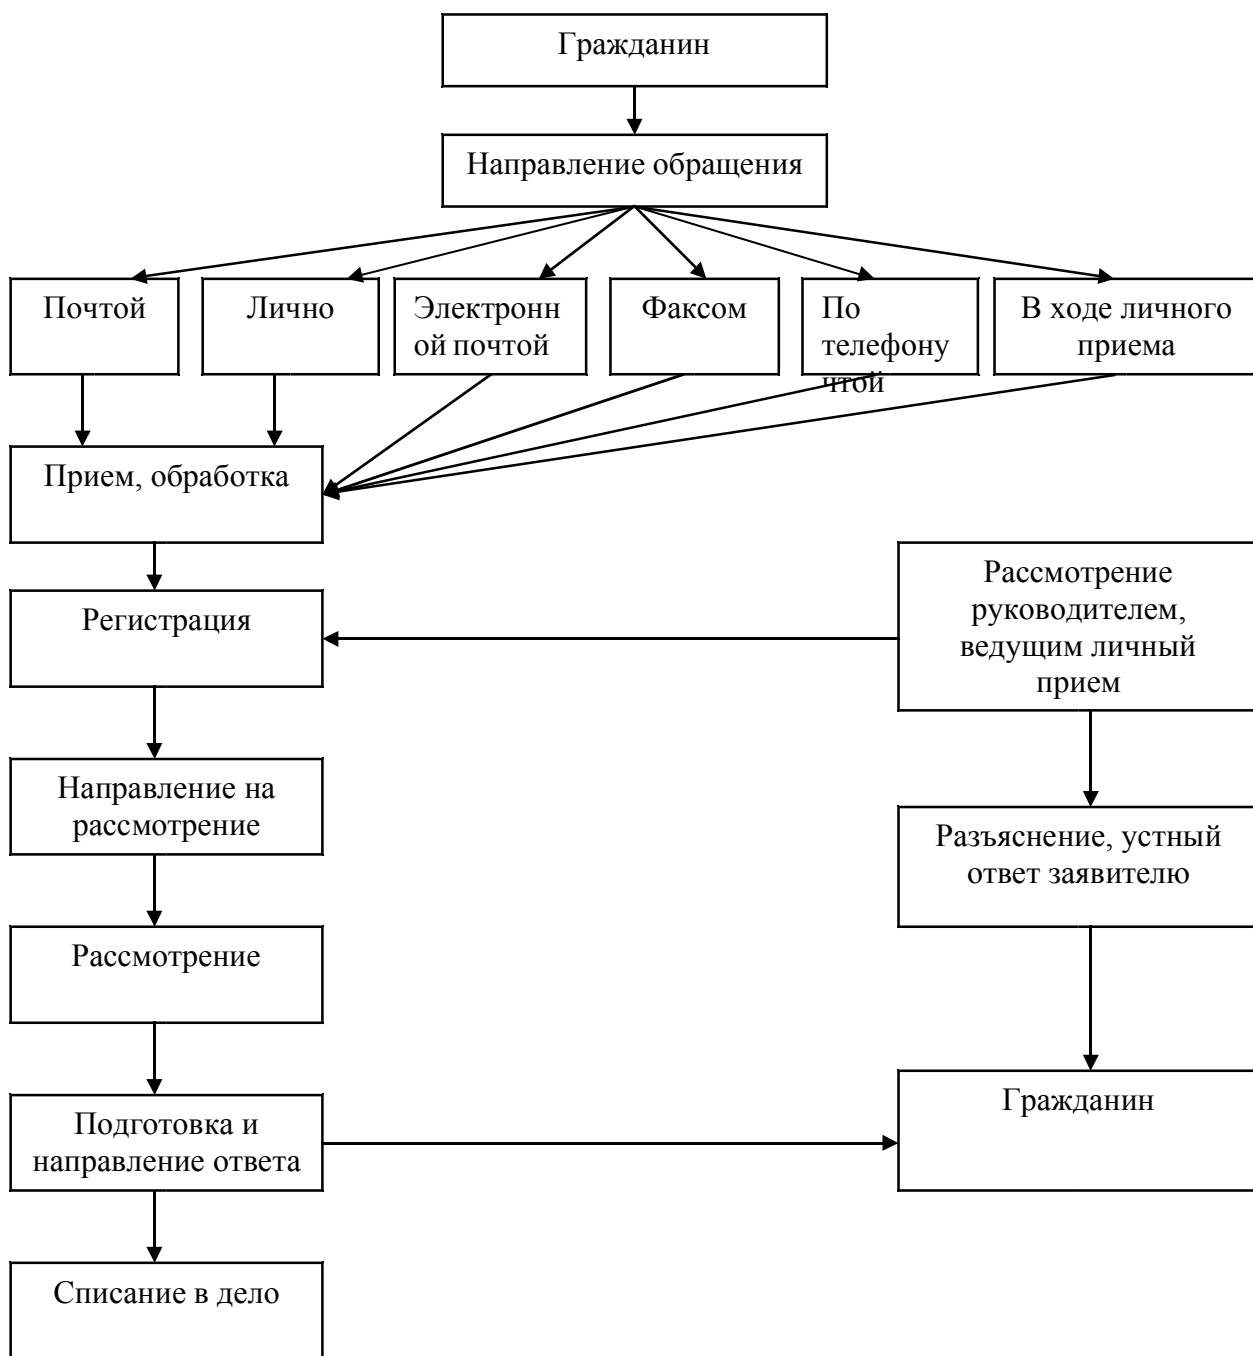 Гражданин
Направление обращения
Почтой
Лично
Электронн
ой почтой
Факсом
По
телефону
чтой
В ходе личного
приема
Прием, обработка
Регистрация
Рассмотрение
руководителем,
ведущим личный
прием
Направление на
рассмотрение
Разъяснение, устный
ответ заявителю
Рассмотрение
Подготовка и
направление ответа
Гражданин
Списание в дело